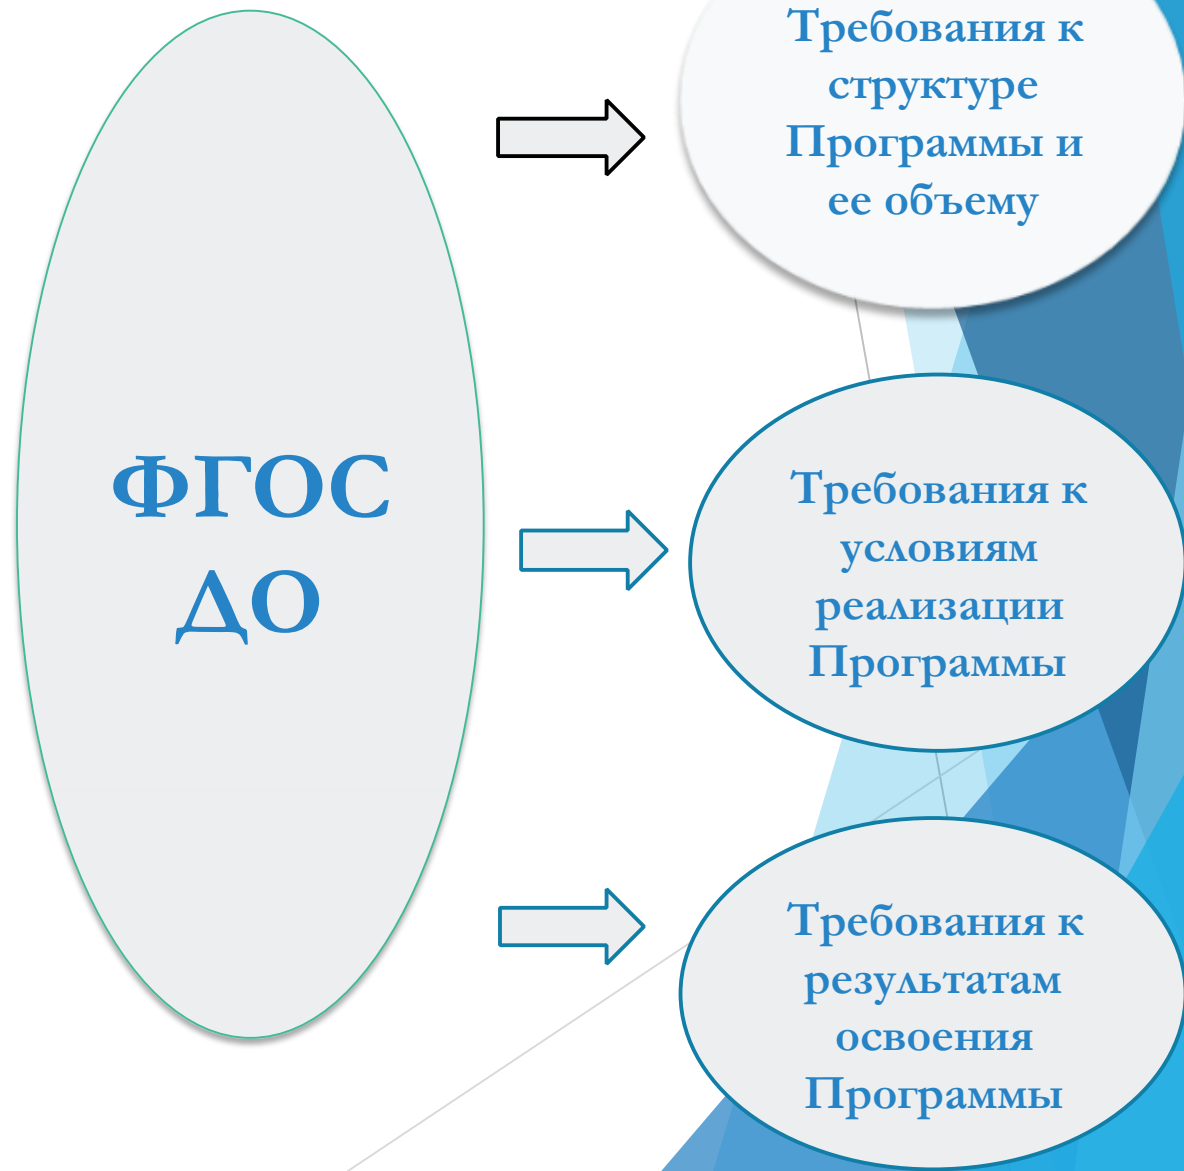 ФГОС
ДО
Требования к
структуре
Программы и
ее объему
Требования к
условиям
реализации
Программы
Требования к
результатам
освоения
Программы